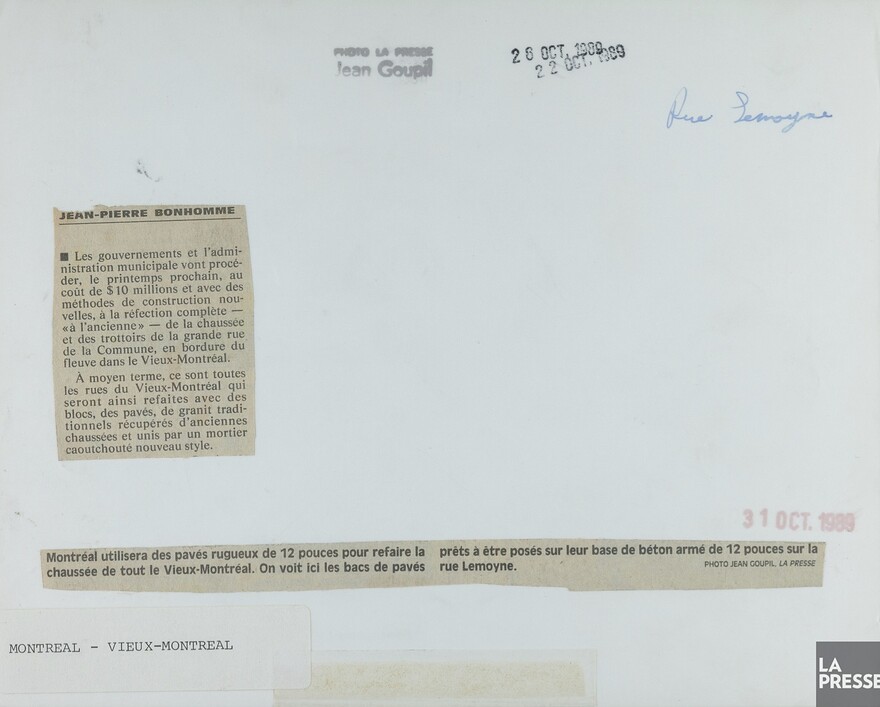 PHOTO LA PRESSE
Jean Goupil
26 OCT. 1989
22 OCT. 1989
Rue Lemoyne
JEAN-PIERRE BONHOMME
■ Les gouvernements et l'admi-
nistration municipale vont procé-
der, le printemps prochain, au
coût de $10 millions et avec des
méthodes de construction nou-
velles, à la réfection complète —
«à l'ancienne» — de la chaussée
et des trottoirs de la grande rue
de la Commune, en bordure du
fleuve dans le Vieux-Montréal.
À moyen terme, ce sont toutes
les rues du Vieux-Montréal qui
seront ainsi refaites avec des
blocs, des pavés, de granit tradi-
tionnels récupérés d'anciennes
chaussées et unis par un mortier
caoutchouté nouveau style.
31 OCT. 1989
Montréal utilisera des pavés rugueux de 12 pouces pour refaire la
chaussée de tout le Vieux-Montréal. On voit ici les bacs de pavés
prêts à être posés sur leur base de béton armé de 12 pouces sur la
rue Lemoyne.
PHOTO JEAN GOUPIL, LA PRESSE
MONTREAL - VIEUX-MONTREAL
LA
PRESSE